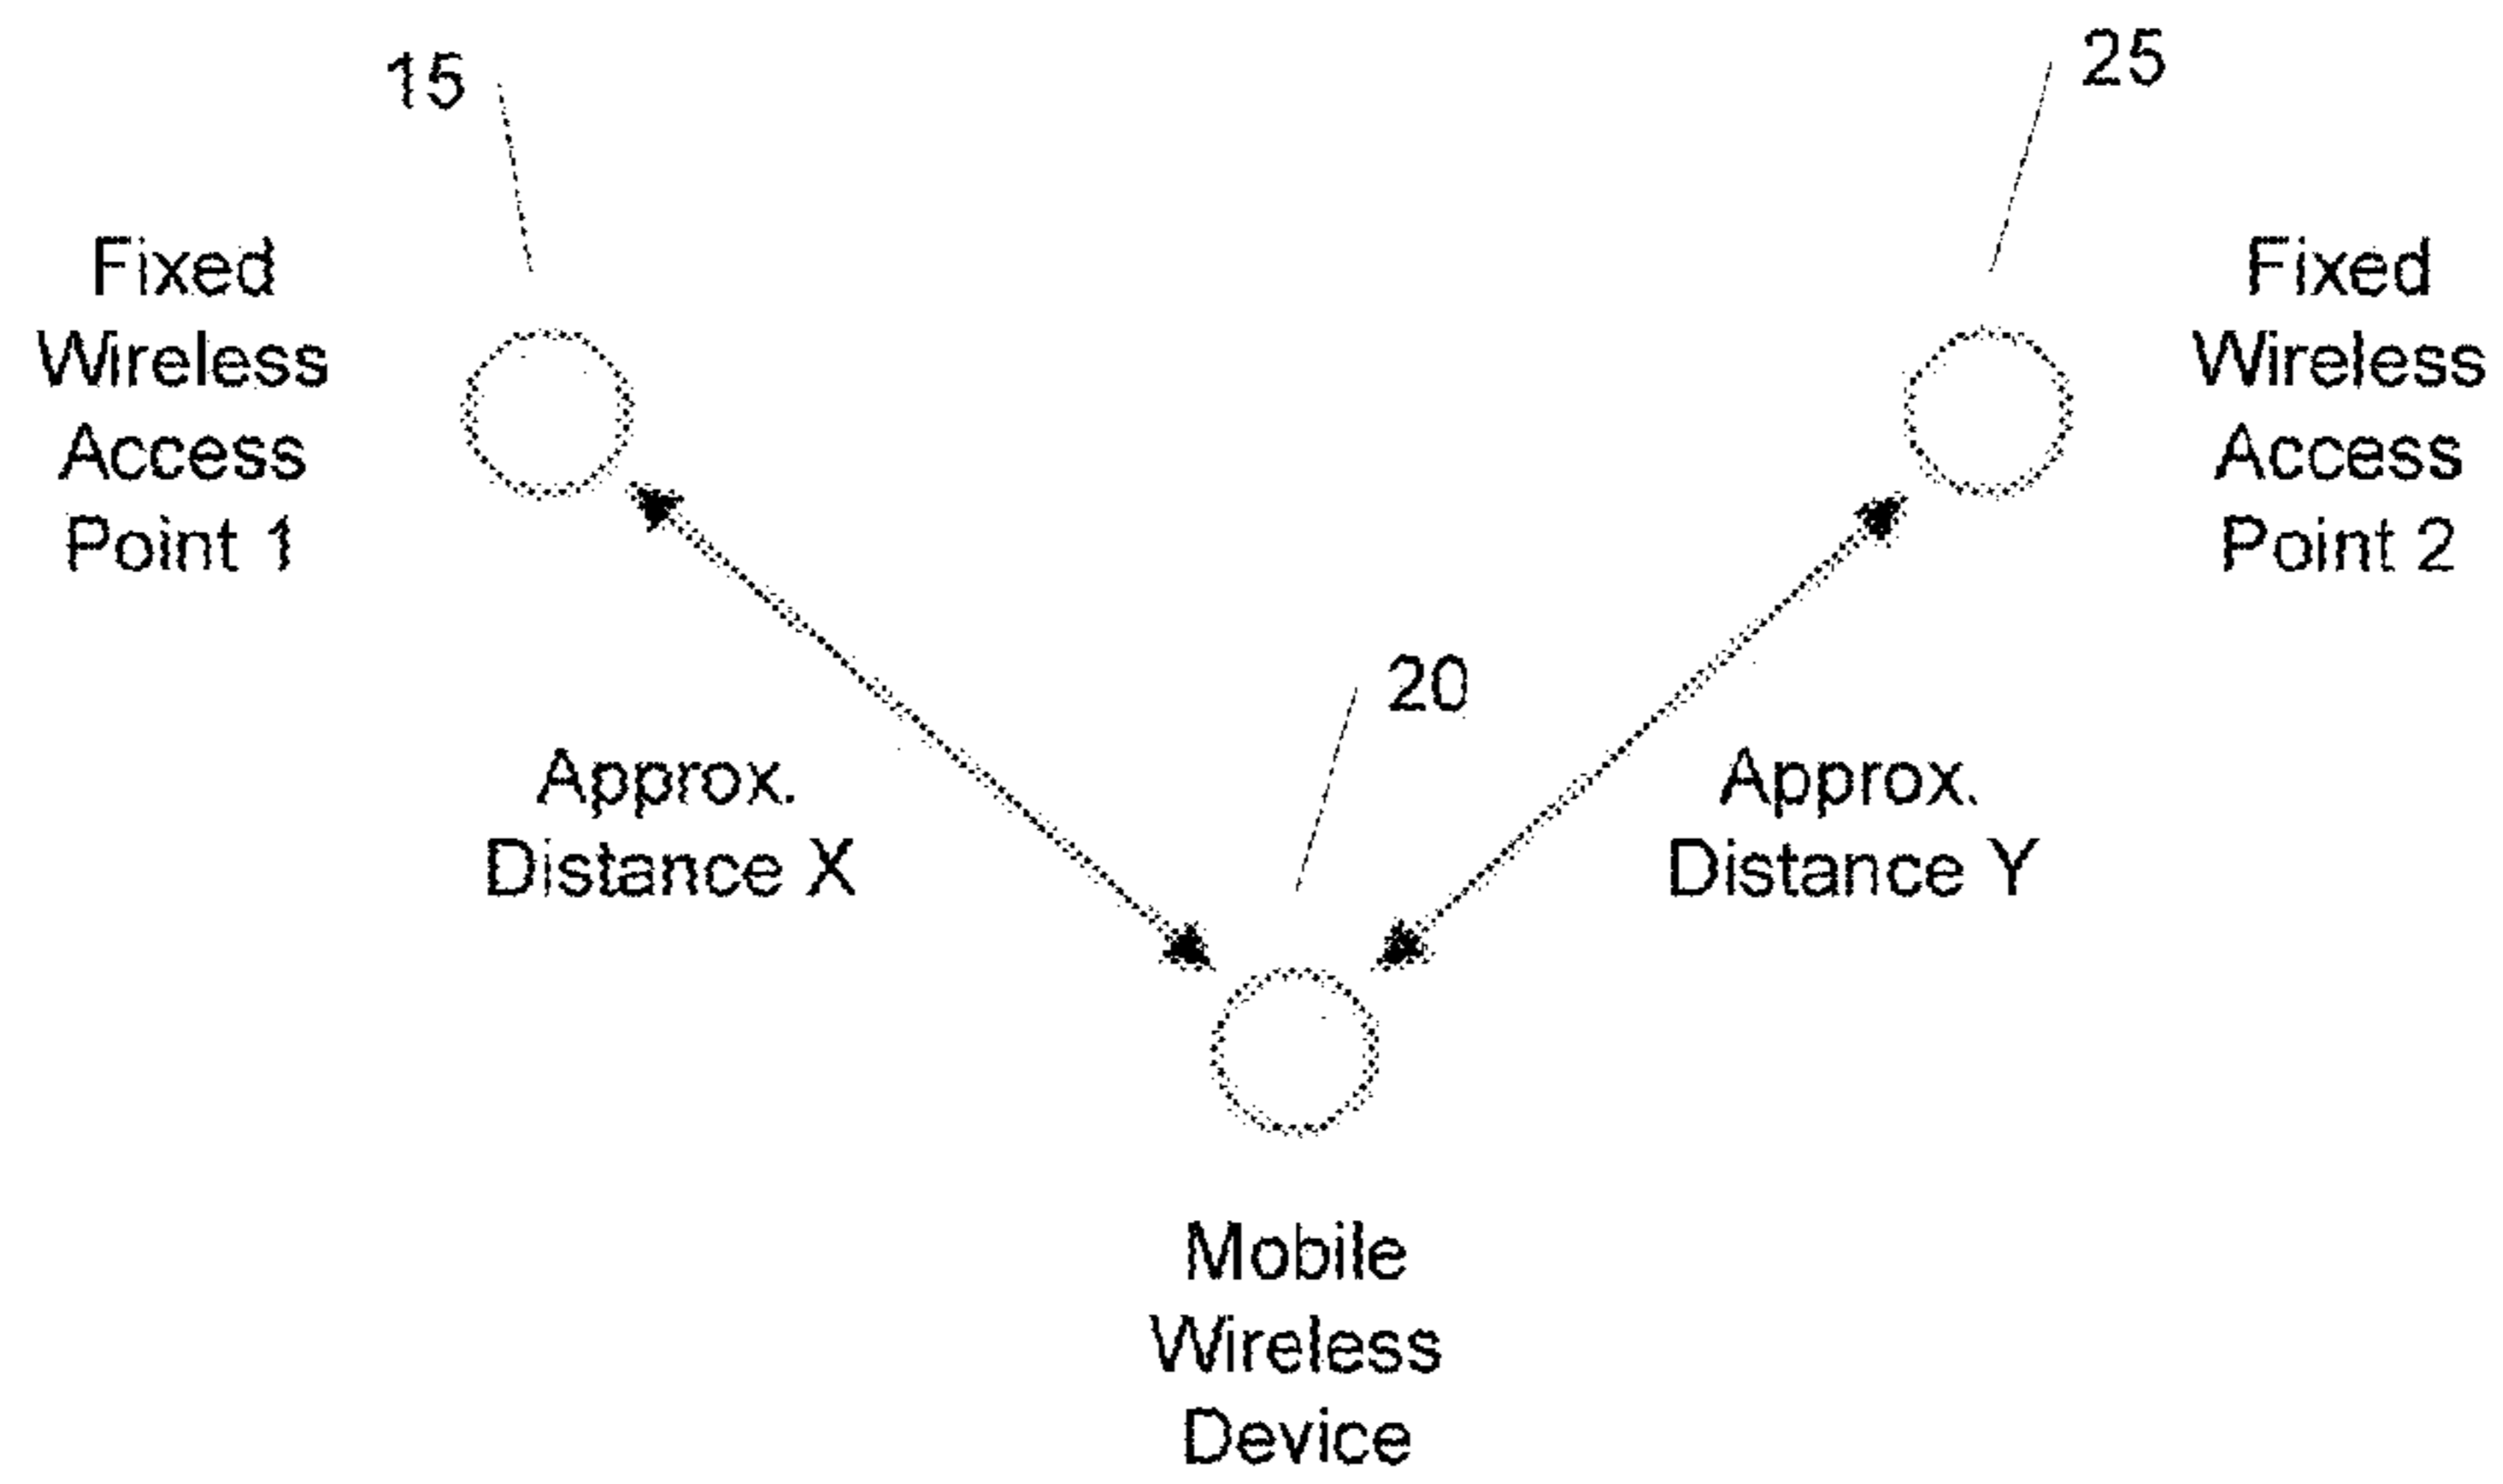 15
25
Fixed
Wireless
Access
Point 1
Fixed
Wireless
Access
Point 2
20
Approx.
Distance X
Approx.
Distance Y
Mobile
Wireless
Device